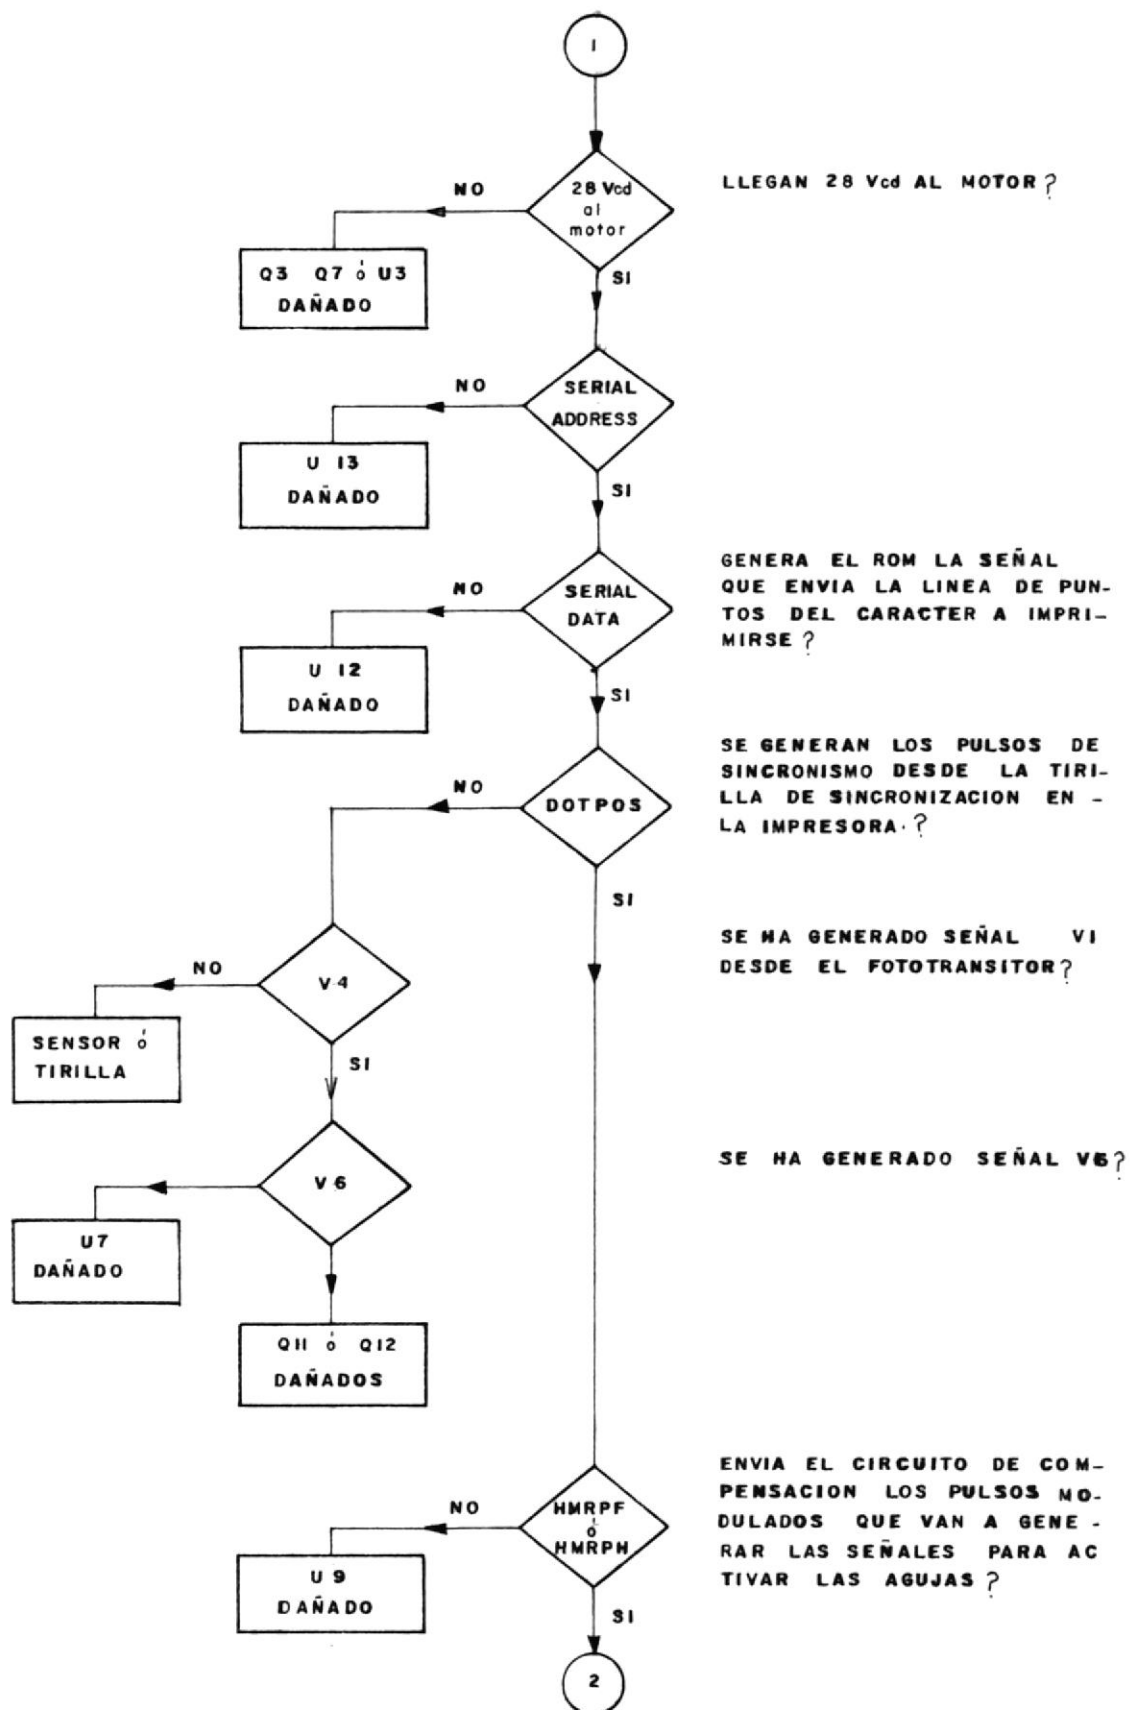 1
28 Vcd
al
motor
LLEGAN 28 Vcd AL MOTOR?
NO
Q3 Q7 ó U3
DAÑADO
SI
SERIAL
ADDRESS
NO
U 13
DAÑADO
SI
SERIAL
DATA
NO
U 12
DAÑADO
GENERA EL ROM LA SEÑAL
QUE ENVIA LA LINEA DE PUN-
TOS DEL CARACTER A IMPRI-
MIRSE?
SI
DOTPOS
NO
SE GENERAN LOS PULSOS DE
SINCRONISMO DESDE LA TIRI-
LLA DE SINCRONIZACION EN -
LA IMPRESORA.?
SI
V 4
NO
SENSOR ó
TIRILLA
SE HA GENERADO SEÑAL VI
DESDE EL FOTOTRANSITOR?
SI
V 6
U7
DAÑADO
SE HA GENERADO SEÑAL V6?
Q11 ó Q12
DAÑADOS
HMRPF
ó
HMRPH
NO
U 9
DAÑADO
ENVIA EL CIRCUITO DE COM-
PENSACION LOS PULSOS MO-
DULADOS QUE VAN A GENE -
RAR LAS SEÑALES PARA AC
TIVAR LAS AGUJAS?
SI
2